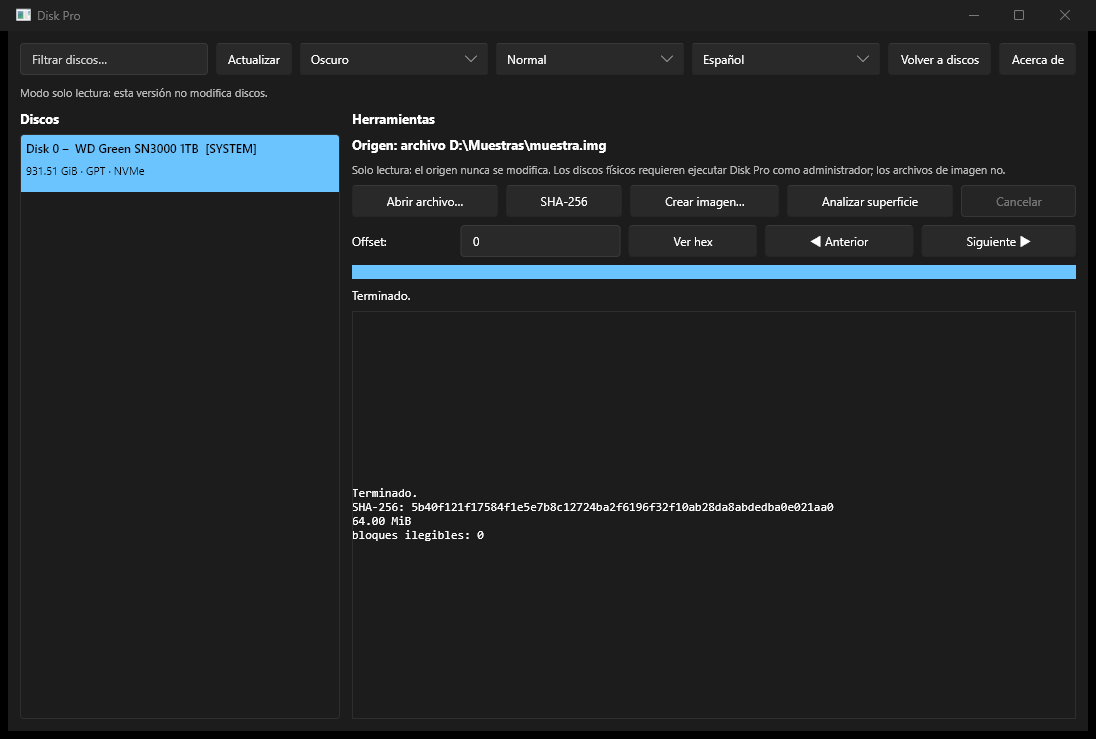 Disk Pro
Filtrar discos...
Actualizar
Oscuro
Normal
Español
Volver a discos
Acerca de
Modo solo lectura: esta versión no modifica discos.
Discos
Disk 0 – WD Green SN3000 1TB [SYSTEM]
931.51 GiB · GPT · NVMe
Herramientas
Origen: archivo D:\Muestras\muestra.img
Solo lectura: el origen nunca se modifica. Los discos físicos requieren ejecutar Disk Pro como administrador; los archivos de imagen no.
Abrir archivo...
SHA-256
Crear imagen...
Analizar superficie
Cancelar
Offset:
0
Ver hex
◀ Anterior
Siguiente ▶
Terminado.
Terminado.
SHA-256: 5b40f121f17584f1e5e7b8c12724ba2f6196f32f10ab28da8abdedba0e021aa0
64.00 MiB
bloques ilegibles: 0